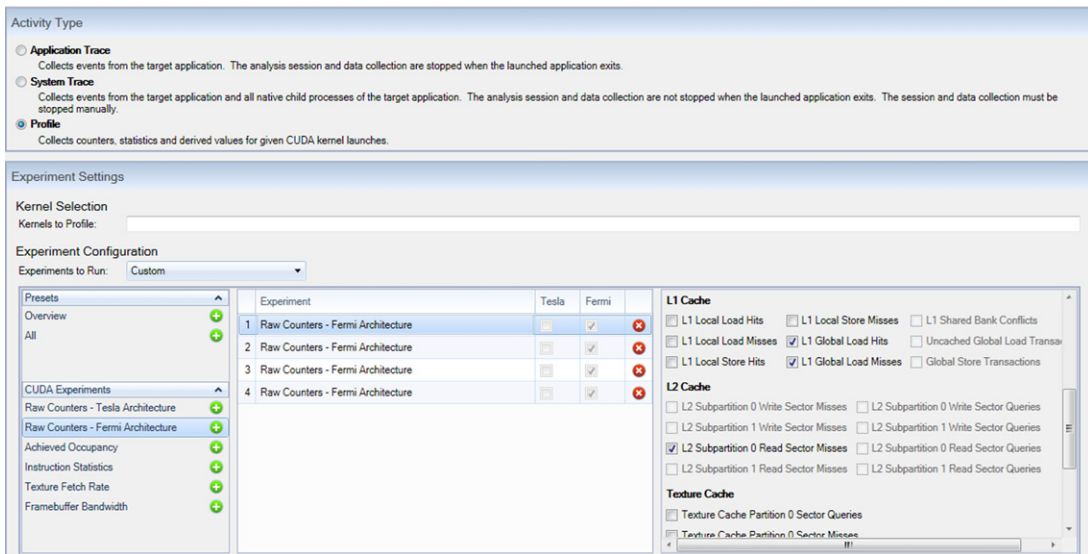 Activity Type
Application Trace
Collects events from the target application. The analysis session and data collection are stopped when the launched application exits.
System Trace
Collects events from the target application and all native child processes of the target application. The analysis session and data collection are not stopped when the launched application exits. The session and data collection must be
stopped manually.
Profile
Collects counters, statistics and derived values for given CUDA kernel launches.
Experiment Settings
Kernel Selection
Kernels to Profile:
Experiment Configuration
Experiments to Run: Custom
Presets
Overview
All
CUDA Experiments
Raw Counters - Tesla Architecture
Raw Counters - Fermi Architecture
Achieved Occupancy
Instruction Statistics
Texture Fetch Rate
Framebuffer Bandwidth
Experiment Tesla Fermi
1 Raw Counters - Fermi Architecture
2 Raw Counters - Fermi Architecture
3 Raw Counters - Fermi Architecture
4 Raw Counters - Fermi Architecture
L1 Cache
L1 Local Load Hits L1 Local Store Misses L1 Shared Bank Conflicts
L1 Local Load Misses L1 Global Load Hits Uncached Global Load Transa
L1 Local Store Hits L1 Global Load Misses Global Store Transactions
L2 Cache
L2 Subpartition 0 Write Sector Misses L2 Subpartition 0 Write Sector Queries
L2 Subpartition 1 Write Sector Misses L2 Subpartition 1 Write Sector Queries
L2 Subpartition 0 Read Sector Misses L2 Subpartition 0 Read Sector Queries
L2 Subpartition 1 Read Sector Misses L2 Subpartition 1 Read Sector Queries
Texture Cache
Texture Cache Partition 0 Sector Queries
Texture Cache Partition 0 Sector Misses